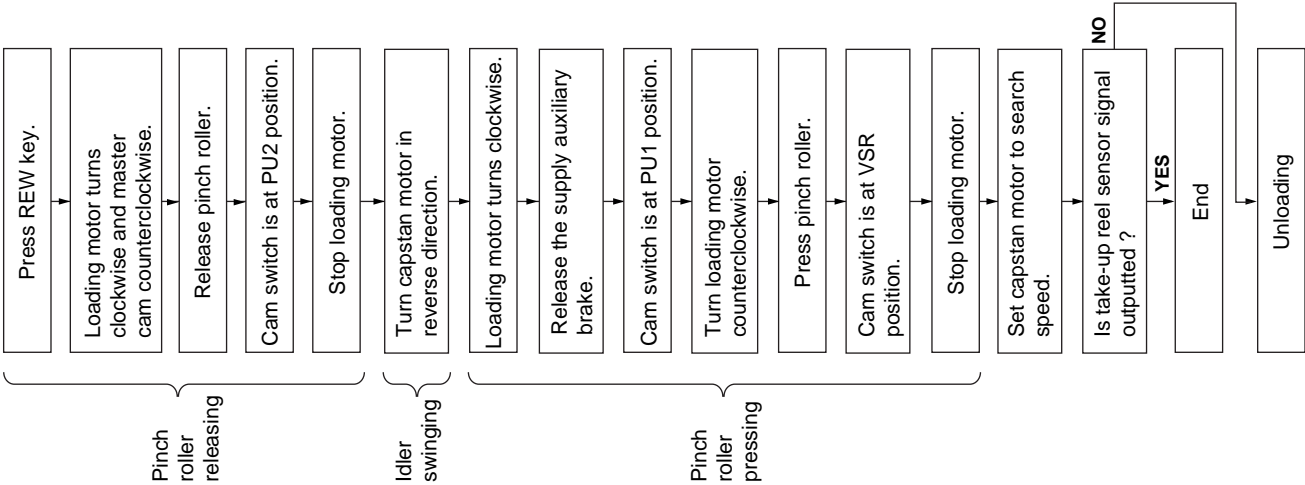 Press REW key.
Loading motor turns
clockwise and master
cam counterclockwise.
Release pinch roller.
Cam switch is at PU2 position.
Stop loading motor.
Pinch
roller
releasing
Turn capstan motor in
reverse direction.
Idler
swinging
Loading motor turns clockwise.
Release the supply auxiliary
brake.
Cam switch is at PU1 position.
Turn loading motor
counterclockwise.
Press pinch roller.
Cam switch is at VSR
position.
Stop loading motor.
Pinch
roller
pressing
Set capstan motor to search
speed.
Is take-up reel sensor signal
outputted ?
NO
YES
End
Unloading